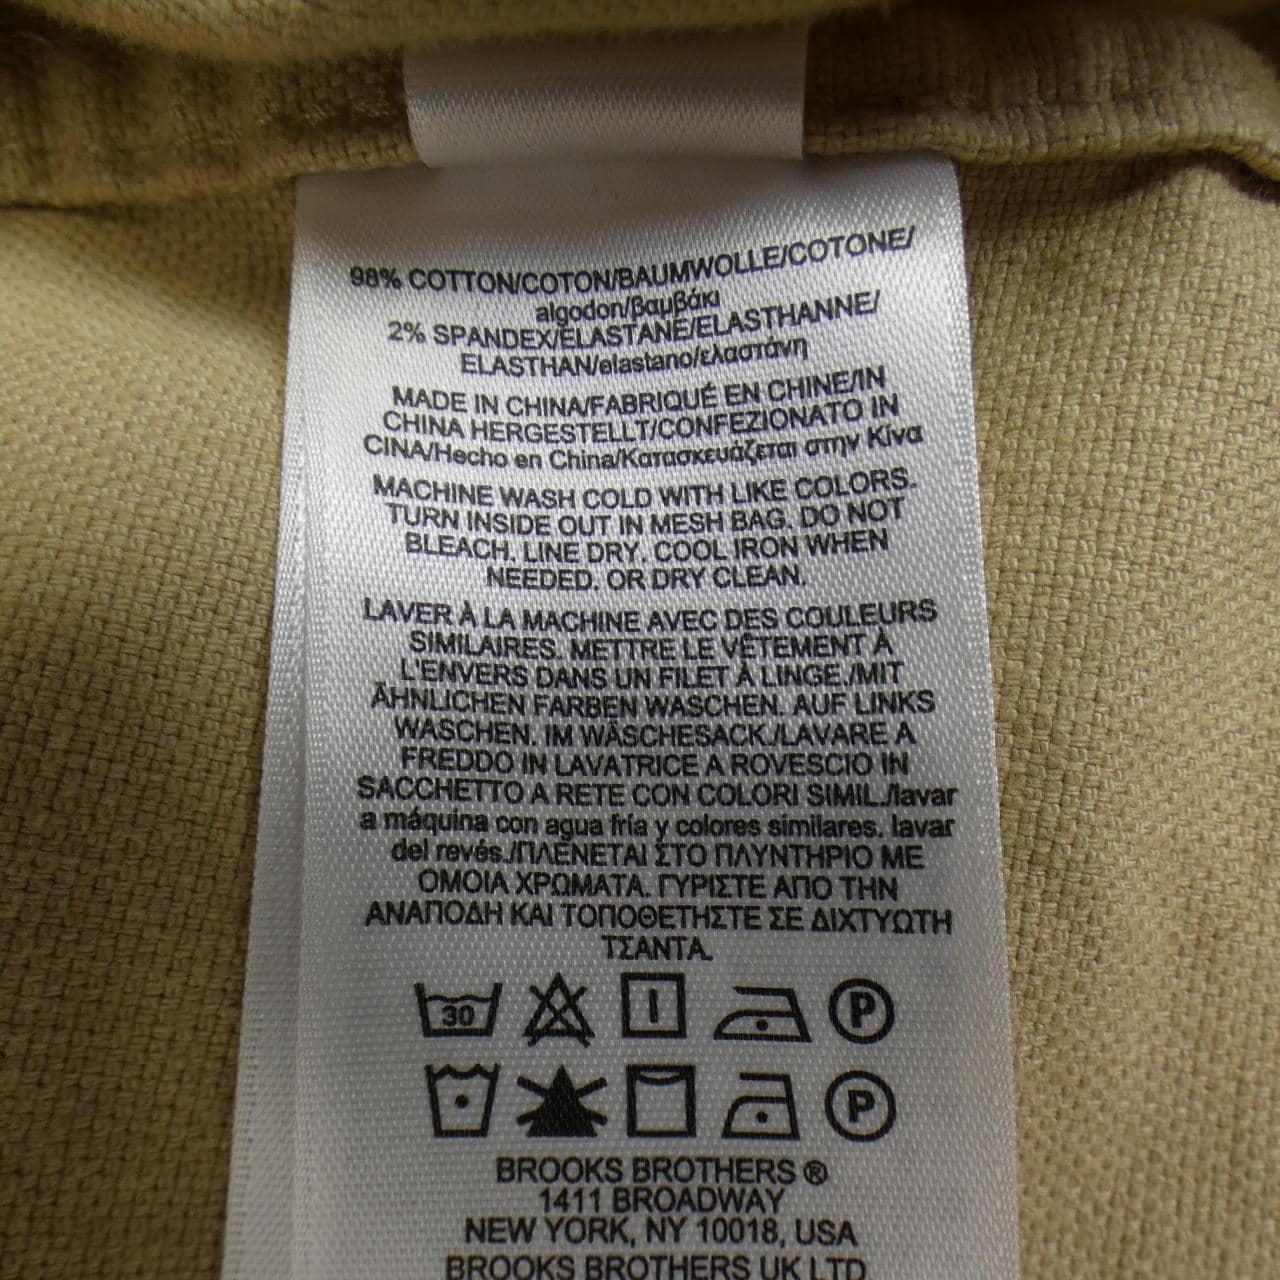 98% COTTON/COTON/BAUMWOLLE/COTONE/
algodon/βαμβάκι
2% SPANDEX/ÉLASTANE/ELASTHANNE/
ELASTHAN/elastano/ελαστάνη
MADE IN CHINA/FABRIQUÉ EN CHINE/IN
CHINA HERGESTELLT/CONFEZIONATO IN
CINA/Hecho en China/Κατασκευάζεται στην Κίνα
MACHINE WASH COLD WITH LIKE COLORS.
TURN INSIDE OUT IN MESH BAG. DO NOT
BLEACH. LINE DRY. COOL IRON WHEN
NEEDED. OR DRY CLEAN.
LAVER À LA MACHINE AVEC DES COULEURS
SIMILAIRES. METTRE LE VÊTEMENT À
L'ENVERS DANS UN FILET À LINGE./MIT
ÄHNLICHEN FARBEN WASCHEN. AUF LINKS
WASCHEN. IM WÄSCHESACK./LAVARE A
FREDDO IN LAVATRICE A ROVESCIO IN
SACCHETTO A RETE CON COLORI SIMIL./lavar
a máquina con agua fría y colores similares. lavar
del revés./ΠΛΕΝΕΤΑΙ ΣΤΟ ΠΛΥΝΤΗΡΙΟ ΜΕ
ΟΜΟΙΑ ΧΡΩΜΑΤΑ. ΓΥΡΙΣΤΕ ΑΠΟ ΤΗΝ
ΑΝΑΠΟΔΗ ΚΑΙ ΤΟΠΟΘΕΤΗΣΤΕ ΣΕ ΔΙΧΤΥΩΤΗ
ΤΣΑΝΤΑ.
30 P
P
BROOKS BROTHERS ®
1411 BROADWAY
NEW YORK, NY 10018, USA
BROOKS BROTHERS UK LTD.